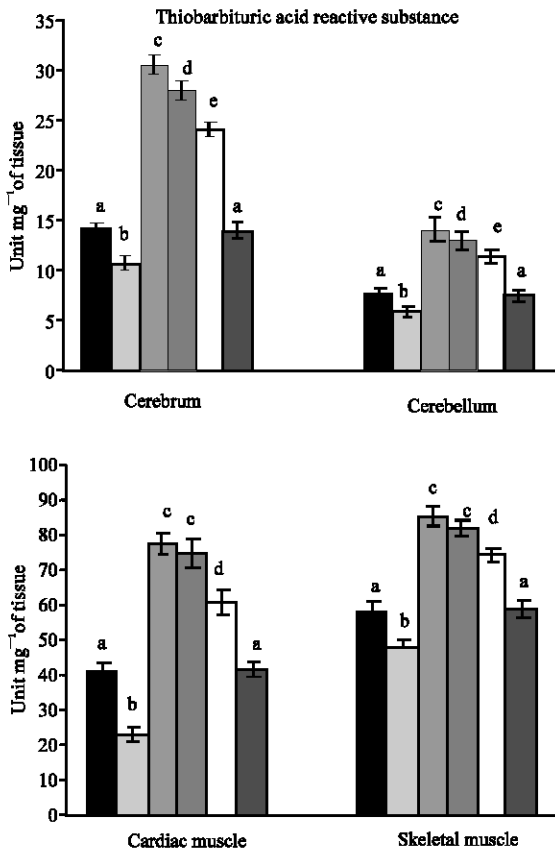 Thiobarbituric acid reactive substance
Unit mg⁻¹ of tissue
35
30
25
20
15
10
5
0
a
b
c
d
e
a
a
b
c
d
e
a
Cerebrum
Cerebellum
Unit mg⁻¹ of tissue
100
90
80
70
60
50
40
30
20
10
0
a
b
c
c
d
a
a
b
c
c
d
a
Cardiac muscle
Skeletal muscle